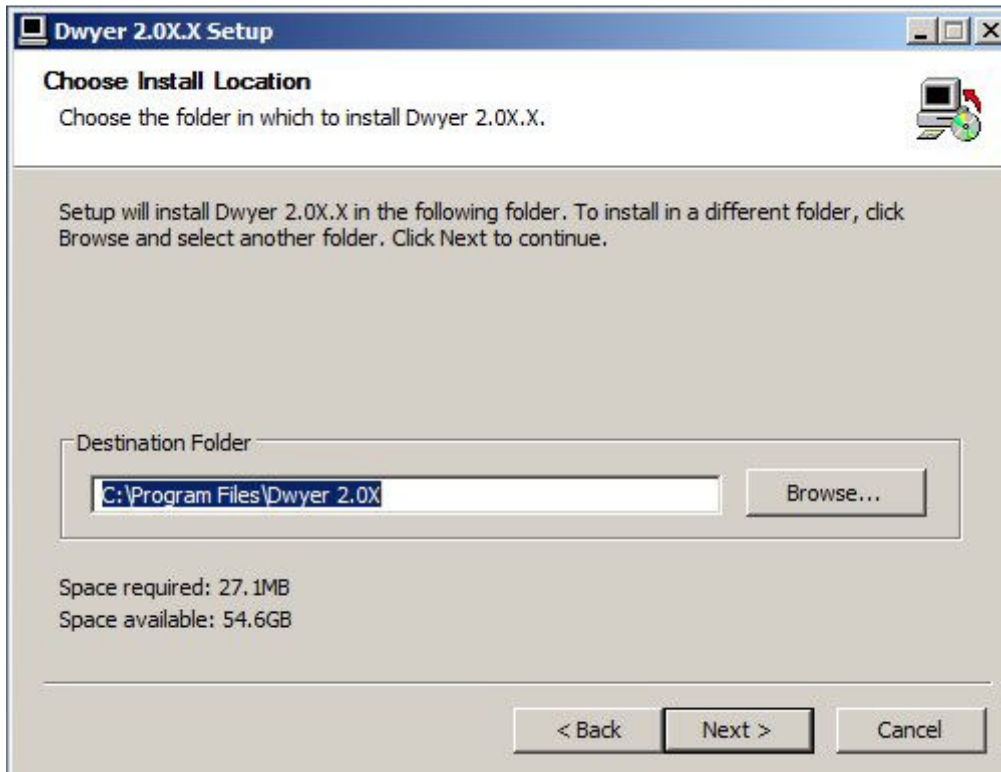 Dwyer 2.0X.X Setup
Choose Install Location
Choose the folder in which to install Dwyer 2.0X.X.
Setup will install Dwyer 2.0X.X in the following folder. To install in a different folder, click
Browse and select another folder. Click Next to continue.
Destination Folder
C:\Program Files\Dwyer 2.0X
Browse...
Space required: 27.1MB
Space available: 54.6GB
< Back
Next >
Cancel